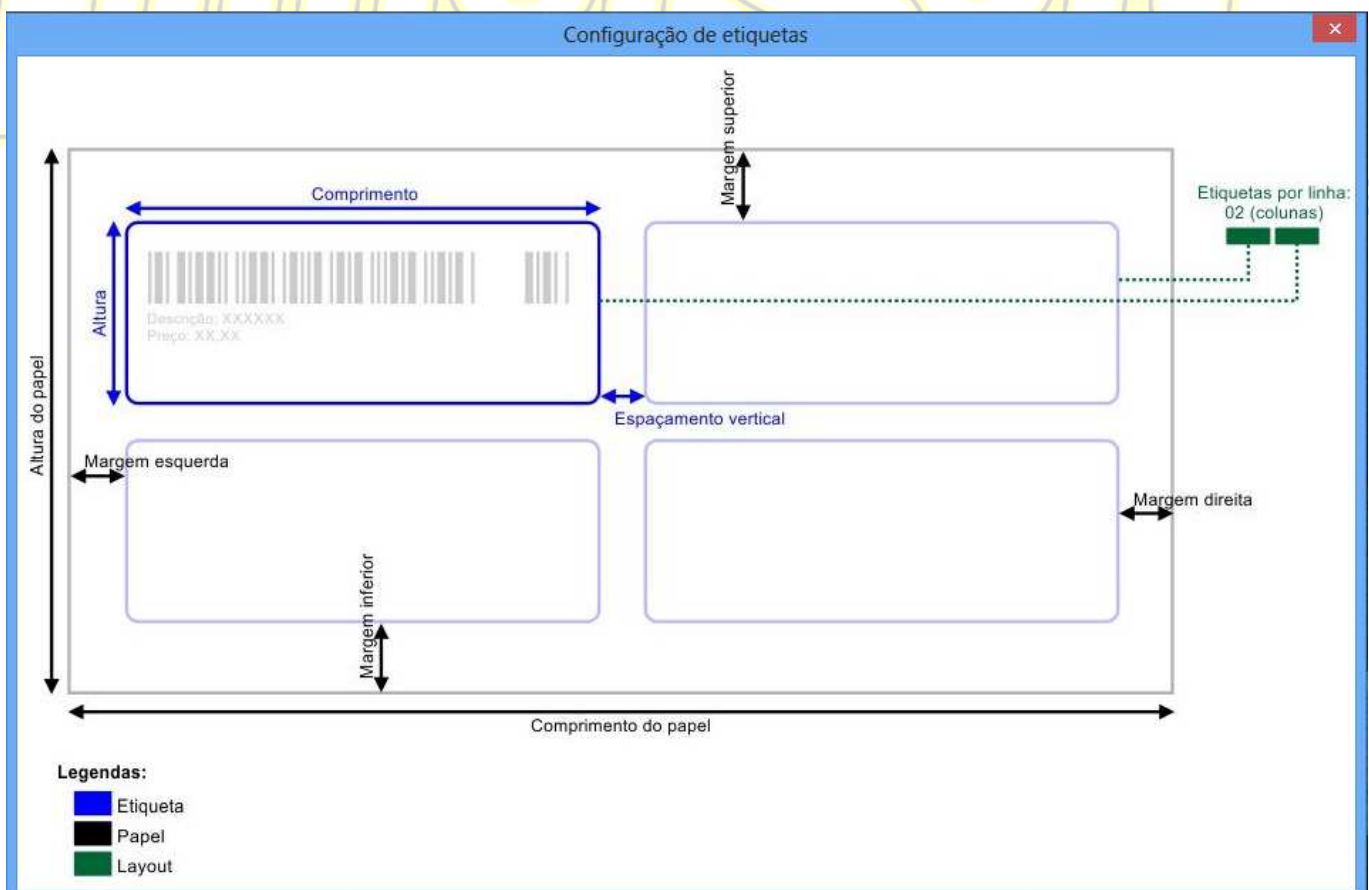 Configuração de etiquetas
Margem superior
Comprimento
Etiquetas por linha:
02 (colunas)
Altura
Descrição: XXXXXX
Preço: XX,XX
Altura do papel
Espaçamento vertical
Margem esquerda
Margem direita
Margem inferior
Comprimento do papel
Legendas:
Etiqueta
Papel
Layout